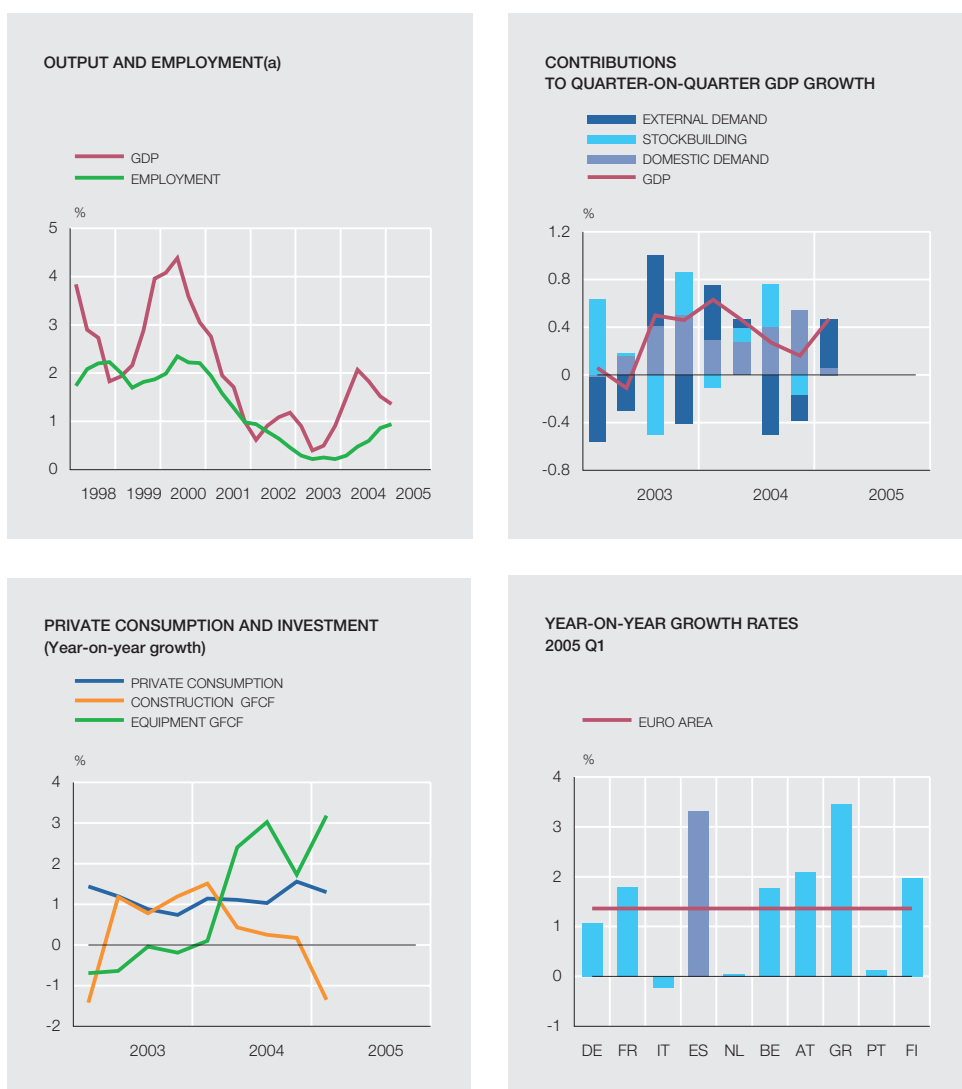 OUTPUT AND EMPLOYMENT(a)
GDP
EMPLOYMENT
%
5
4
3
2
1
0
1998 1999 2000 2001 2002 2003 2004 2005
CONTRIBUTIONS
TO QUARTER-ON-QUARTER GDP GROWTH
EXTERNAL DEMAND
STOCKBUILDING
DOMESTIC DEMAND
GDP
%
1.2
0.8
0.4
0
-0.4
-0.8
2003 2004 2005
PRIVATE CONSUMPTION AND INVESTMENT
(Year-on-year growth)
PRIVATE CONSUMPTION
CONSTRUCTION GFCF
EQUIPMENT GFCF
%
4
3
2
1
0
-1
-2
2003 2004 2005
YEAR-ON-YEAR GROWTH RATES
2005 Q1
EURO AREA
%
4
3
2
1
0
-1
DE FR IT ES NL BE AT GR PT FI